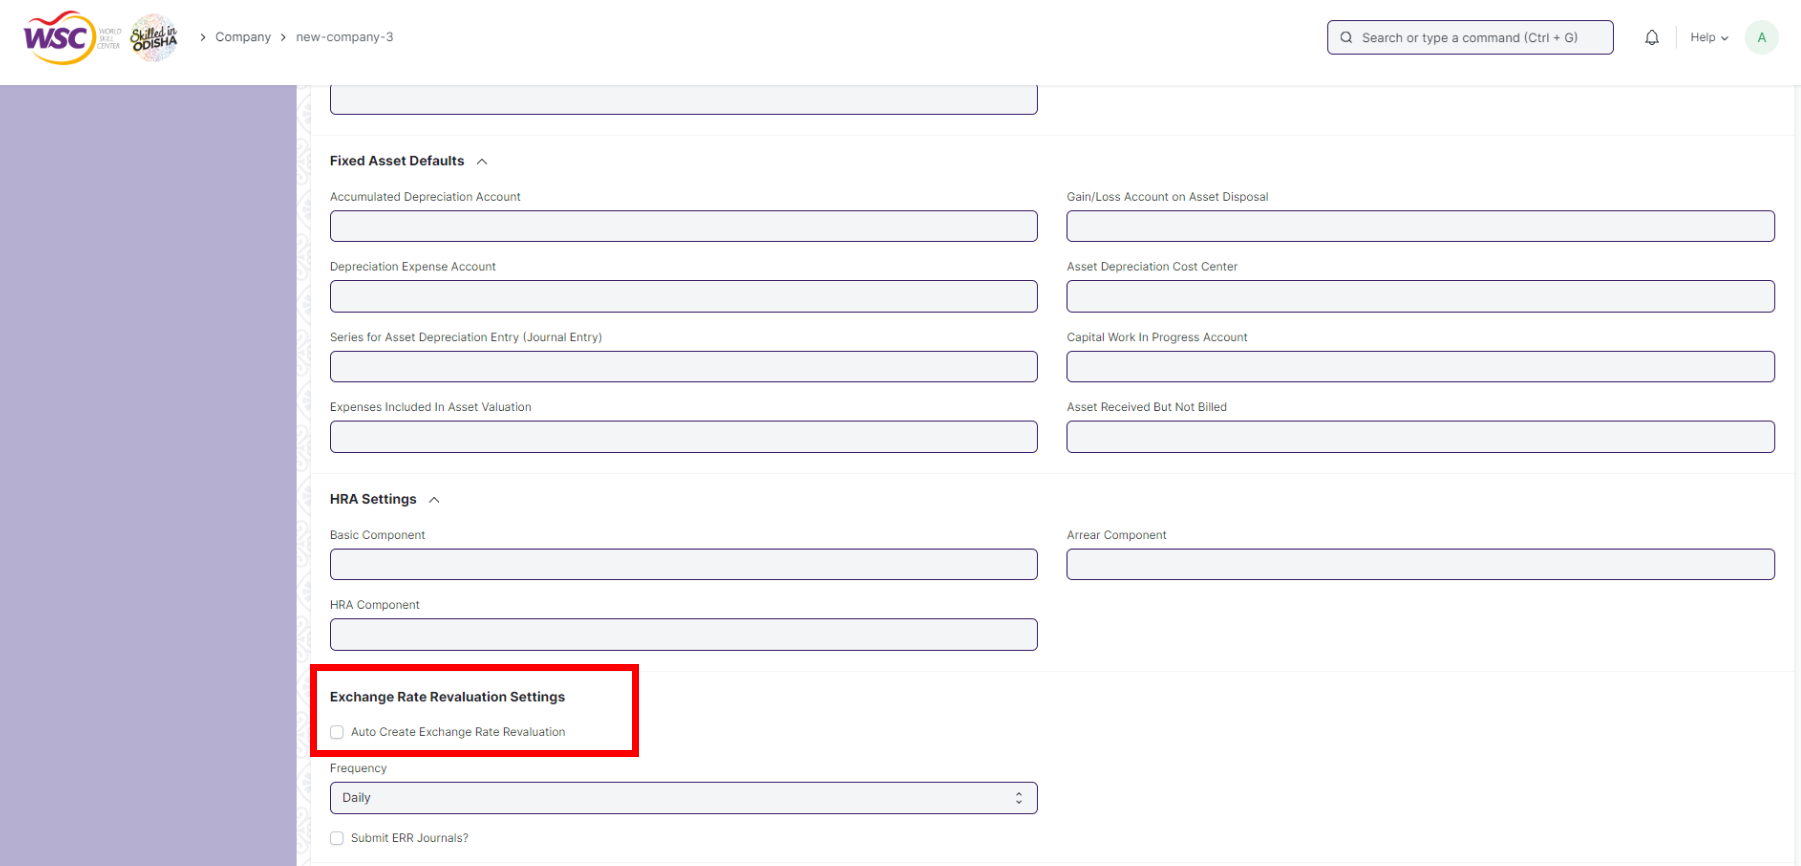 WSC WORLD SKILL CENTER Skilled in ODISHA > Company > new-company-3 Search or type a command (Ctrl + G) Help A
Fixed Asset Defaults
Accumulated Depreciation Account
Gain/Loss Account on Asset Disposal
Depreciation Expense Account
Asset Depreciation Cost Center
Series for Asset Depreciation Entry (Journal Entry)
Capital Work In Progress Account
Expenses Included In Asset Valuation
Asset Received But Not Billed
HRA Settings
Basic Component
Arrear Component
HRA Component
Exchange Rate Revaluation Settings
Auto Create Exchange Rate Revaluation
Frequency
Daily
Submit ERR Journals?